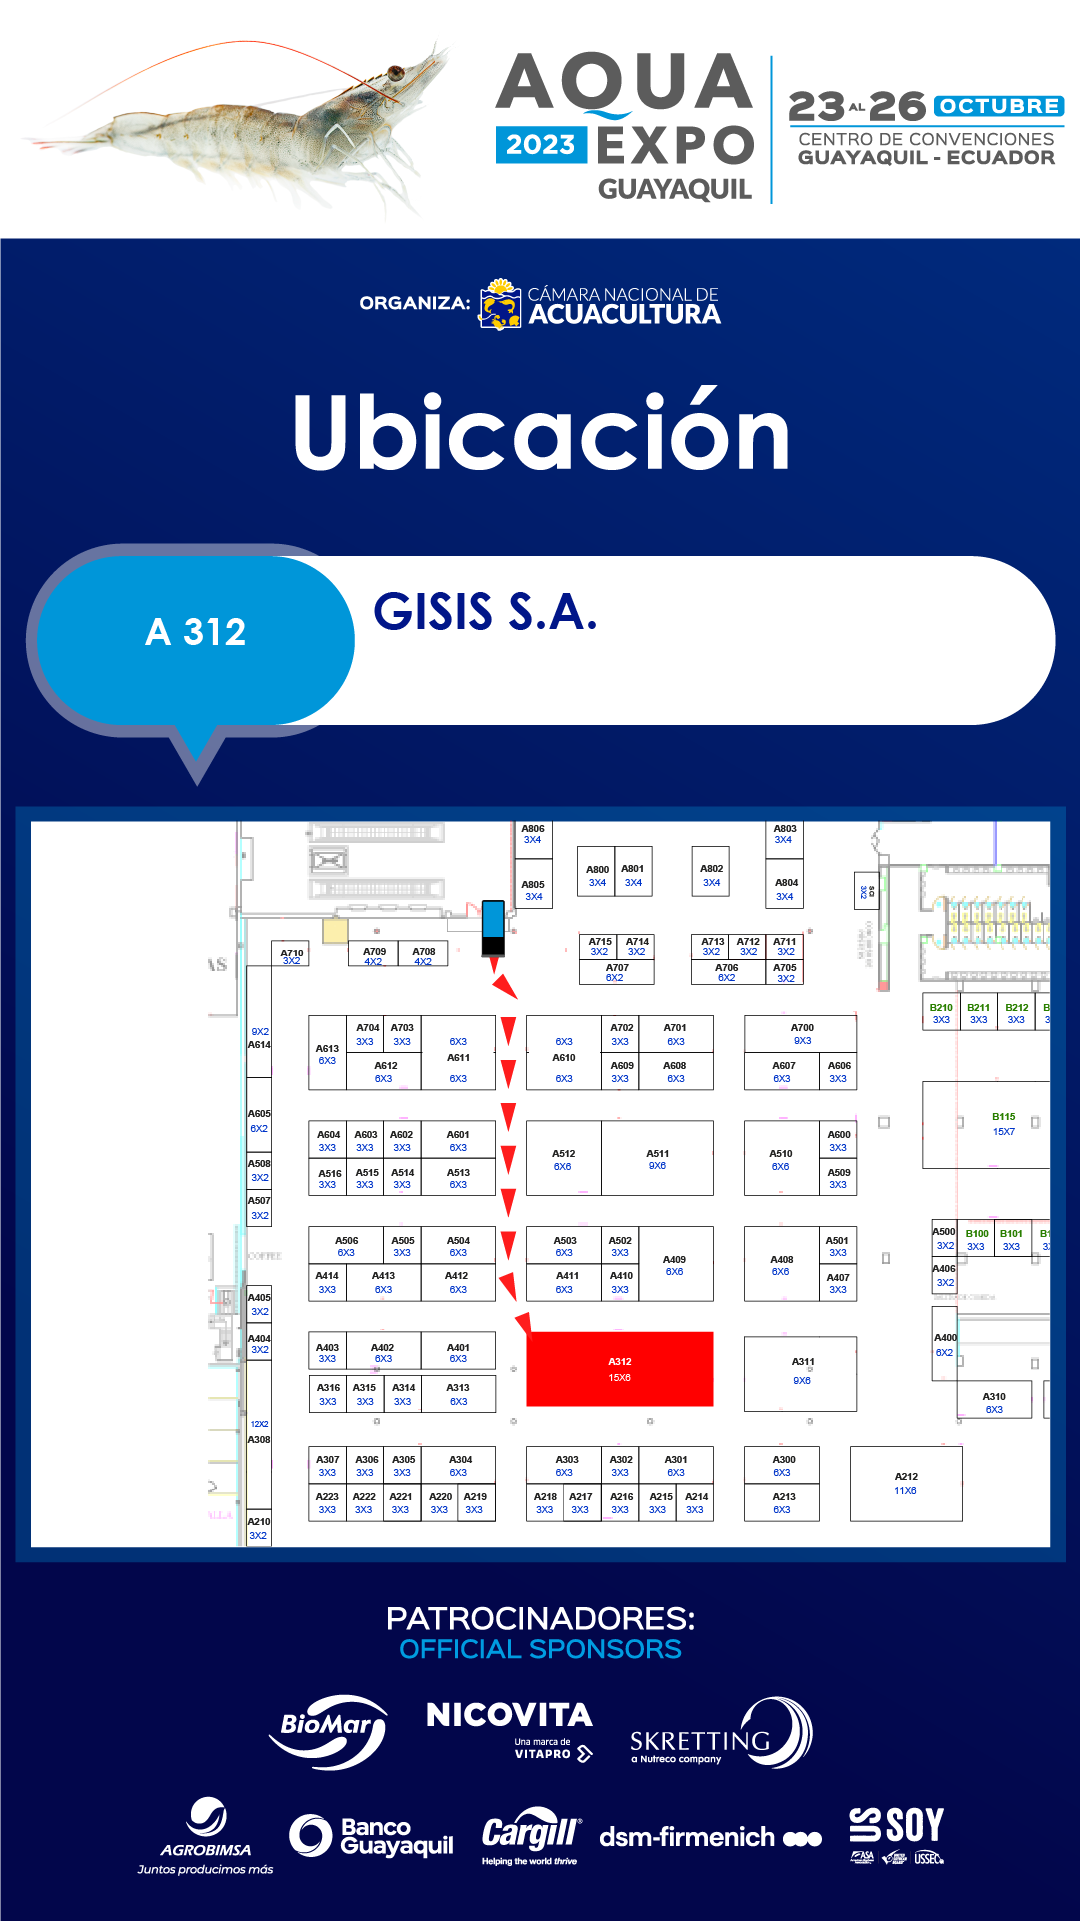 AQUA
2023 EXPO
GUAYAQUIL
23 AL 26 OCTUBRE
CENTRO DE CONVENCIONES
GUAYAQUIL - ECUADOR
ORGANIZA:
CÁMARA NACIONAL DE
ACUACULTURA
Ubicación
A 312
GISIS S.A.
A806
3X4
A803
3X4
A805
3X4
A800
3X4
A801
3X4
A802
3X4
A804
3X4
SCI
3X2
A710
3X2
A709
4X2
A708
4X2
A715
3X2
A714
3X2
A707
6X2
A713
3X2
A712
3X2
A711
3X2
A706
6X2
A705
3X2
B210
3X3
B211
3X3
B212
3X3
9X2
A614
A613
6X3
A704
3X3
A703
3X3
A612
6X3
6X3
A611
6X3
6X3
A610
6X3
A702
3X3
A701
6X3
A609
3X3
A608
6X3
A700
9X3
A607
6X3
A606
3X3
B115
15X7
A605
6X2
A604
3X3
A603
3X3
A602
3X3
A601
6X3
A516
3X3
A515
3X3
A514
3X3
A513
6X3
A512
6X6
A511
9X6
A510
6X6
A600
3X3
A509
3X3
A508
3X2
A507
3X2
COFFEE
A506
6X3
A505
3X3
A504
6X3
A414
3X3
A413
6X3
A412
6X3
A503
6X3
A502
3X3
A411
6X3
A410
3X3
A409
6X6
A408
6X6
A501
3X3
A407
3X3
A500
3X2
B100
3X3
B101
3X3
A406
3X2
A405
3X2
A404
3X2
A403
3X3
A402
6X3
A401
6X3
A316
3X3
A315
3X3
A314
3X3
A313
6X3
A312
15X6
A311
9X6
A400
6X2
A310
6X3
12X2
A308
A307
3X3
A306
3X3
A305
3X3
A304
6X3
A223
3X3
A222
3X3
A221
3X3
A220
3X3
A219
3X3
A303
6X3
A302
3X3
A301
6X3
A218
3X3
A217
3X3
A216
3X3
A215
3X3
A214
3X3
A300
6X3
A213
6X3
A212
11X6
A210
3X2
PATROCINADORES:
OFFICIAL SPONSORS
BioMar
NICOVITA
Una marca de
VITAPRO
SKRETTING
a Nutreco company
AGROBIMSA
Juntos producimos más
Banco
Guayaquil
Cargill®
Helping the world thrive
dsm-firmenich
US SOY
ASA
USSEC